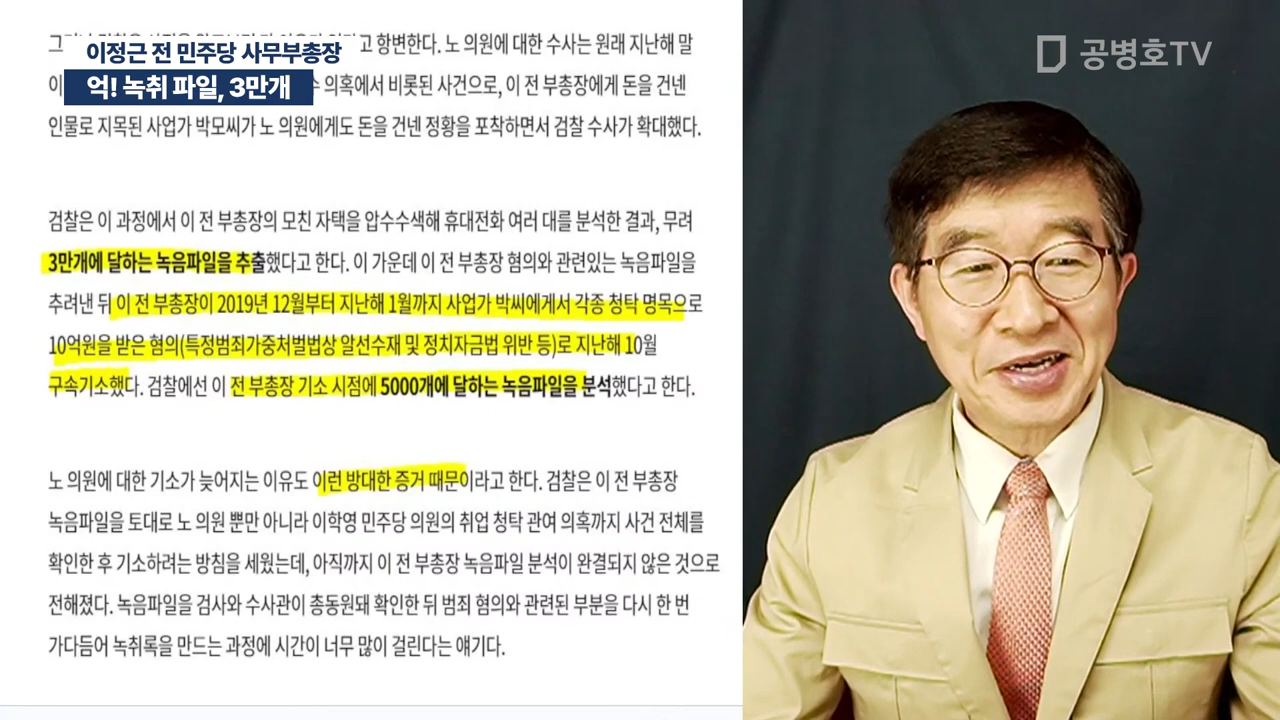 이정근 전 민주당 사무부총장
억! 녹취 파일, 3만개
공병호TV
고 항변한다. 노 의원에 대한 수사는 원래 지난해 말
의혹에서 비롯된 사건으로, 이 전 부총장에게 돈을 건넨
인물로 지목된 사업가 박모씨가 노 의원에게도 돈을 건넨 정황을 포착하면서 검찰 수사가 확대했다.
검찰은 이 과정에서 이 전 부총장의 모친 자택을 압수수색해 휴대전화 여러 대를 분석한 결과, 무려
3만개에 달하는 녹음파일을 추출했다고 한다. 이 가운데 이 전 부총장 혐의와 관련있는 녹음파일을
추려낸 뒤 이 전 부총장이 2019년 12월부터 지난해 1월까지 사업가 박씨에게서 각종 청탁 명목으로
10억원을 받은 혐의(특정범죄가중처벌법상 알선수재 및 정치자금법 위반 등)로 지난해 10월
구속기소했다. 검찰에선 이 전 부총장 기소 시점에 5000개에 달하는 녹음파일을 분석했다고 한다.
노 의원에 대한 기소가 늦어지는 이유도 이런 방대한 증거 때문이라고 한다. 검찰은 이 전 부총장
녹음파일을 토대로 노 의원 뿐만 아니라 이학영 민주당 의원의 취업 청탁 관여 의혹까지 사건 전체를
확인한 후 기소하려는 방침을 세웠는데, 아직까지 이 전 부총장 녹음파일 분석이 완결되지 않은 것으로
전해졌다. 녹음파일을 검사와 수사관이 총동원돼 확인한 뒤 범죄 혐의와 관련된 부분을 다시 한 번
가다듬어 녹취록을 만드는 과정에 시간이 너무 많이 걸린다는 얘기다.